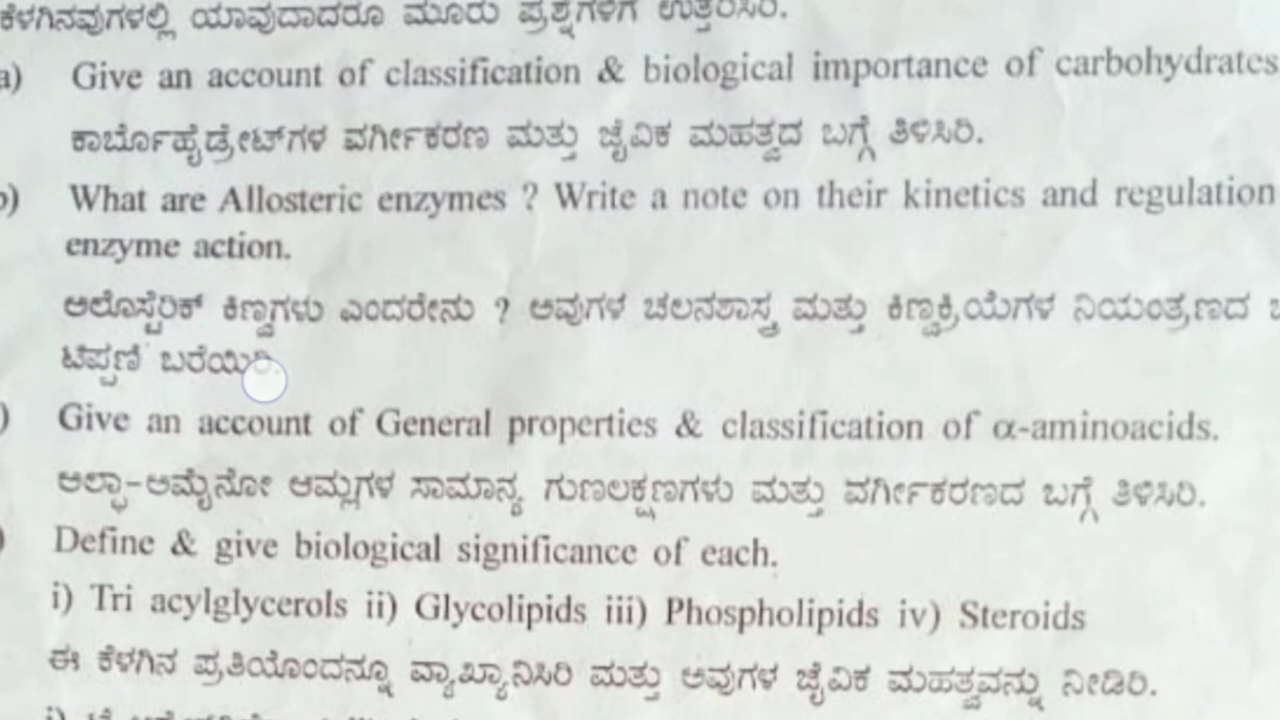 ಕೆಳಗಿನವುಗಳಲ್ಲಿ ಯಾವುದಾದರೂ ಮೂರು ಪ್ರಶ್ನೆಗಳಿಗೆ ಉತ್ತರಿಸಿರಿ.
a) Give an account of classification & biological importance of carbohydrates
ಕಾರ್ಬೋಹೈಡ್ರೇಟ್‌ಗಳ ವರ್ಗೀಕರಣ ಮತ್ತು ಜೈವಿಕ ಮಹತ್ವದ ಬಗ್ಗೆ ತಿಳಿಸಿರಿ.
b) What are Allosteric enzymes ? Write a note on their kinetics and regulation
enzyme action.
ಅಲೊಸ್ಟೆರಿಕ್ ಕಿಣ್ವಗಳು ಎಂದರೇನು ? ಅವುಗಳ ಚಲನಶಾಸ್ತ್ರ ಮತ್ತು ಕಿಣ್ವಕ್ರಿಯೆಗಳ ನಿಯಂತ್ರಣದ
ಟಿಪ್ಪಣಿ ಬರೆಯಿರಿ.
) Give an account of General properties & classification of α-aminoacids.
ಅಲ್ಫಾ-ಅಮೈನೋ ಆಮ್ಲಗಳ ಸಾಮಾನ್ಯ ಗುಣಲಕ್ಷಣಗಳು ಮತ್ತು ವರ್ಗೀಕರಣದ ಬಗ್ಗೆ ತಿಳಿಸಿರಿ.
) Define & give biological significance of each.
i) Tri acylglycerols ii) Glycolipids iii) Phospholipids iv) Steroids
ಈ ಕೆಳಗಿನ ಪ್ರತಿಯೊಂದನ್ನೂ ವ್ಯಾಖ್ಯಾನಿಸಿರಿ ಮತ್ತು ಅವುಗಳ ಜೈವಿಕ ಮಹತ್ವವನ್ನು ನೀಡಿರಿ.